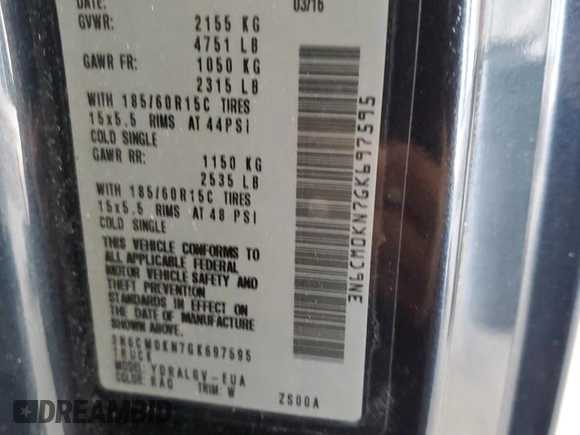 DATE: 03/16
GVWR: 2155 KG
4751 LB
GAWR FR: 1050 KG
2315 LB
WITH 185/60R15C TIRES
15x5.5 RIMS AT 44PSI
COLD SINGLE
GAWR RR: 1150 KG
2535 LB
WITH 185/60R15C TIRES
15x5.5 RIMS AT 48 PSI
COLD SINGLE
THIS VEHICLE CONFORMS TO
ALL APPLICABLE FEDERAL
MOTOR VEHICLE SAFETY AND
THEFT PREVENTION
STANDARDS IN EFFECT ON
THE DATE OF MANUFACTURE
3N6CM0KN7GK697595
TRUCK
MODEL: YDRALGV-EUA
COLOR: RAQ TRIM: W ZS00A
3N6CM0KN7GK697595
DREAMBID